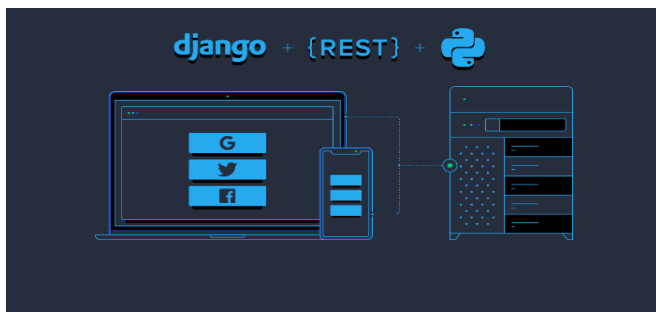 django + {REST} +
G